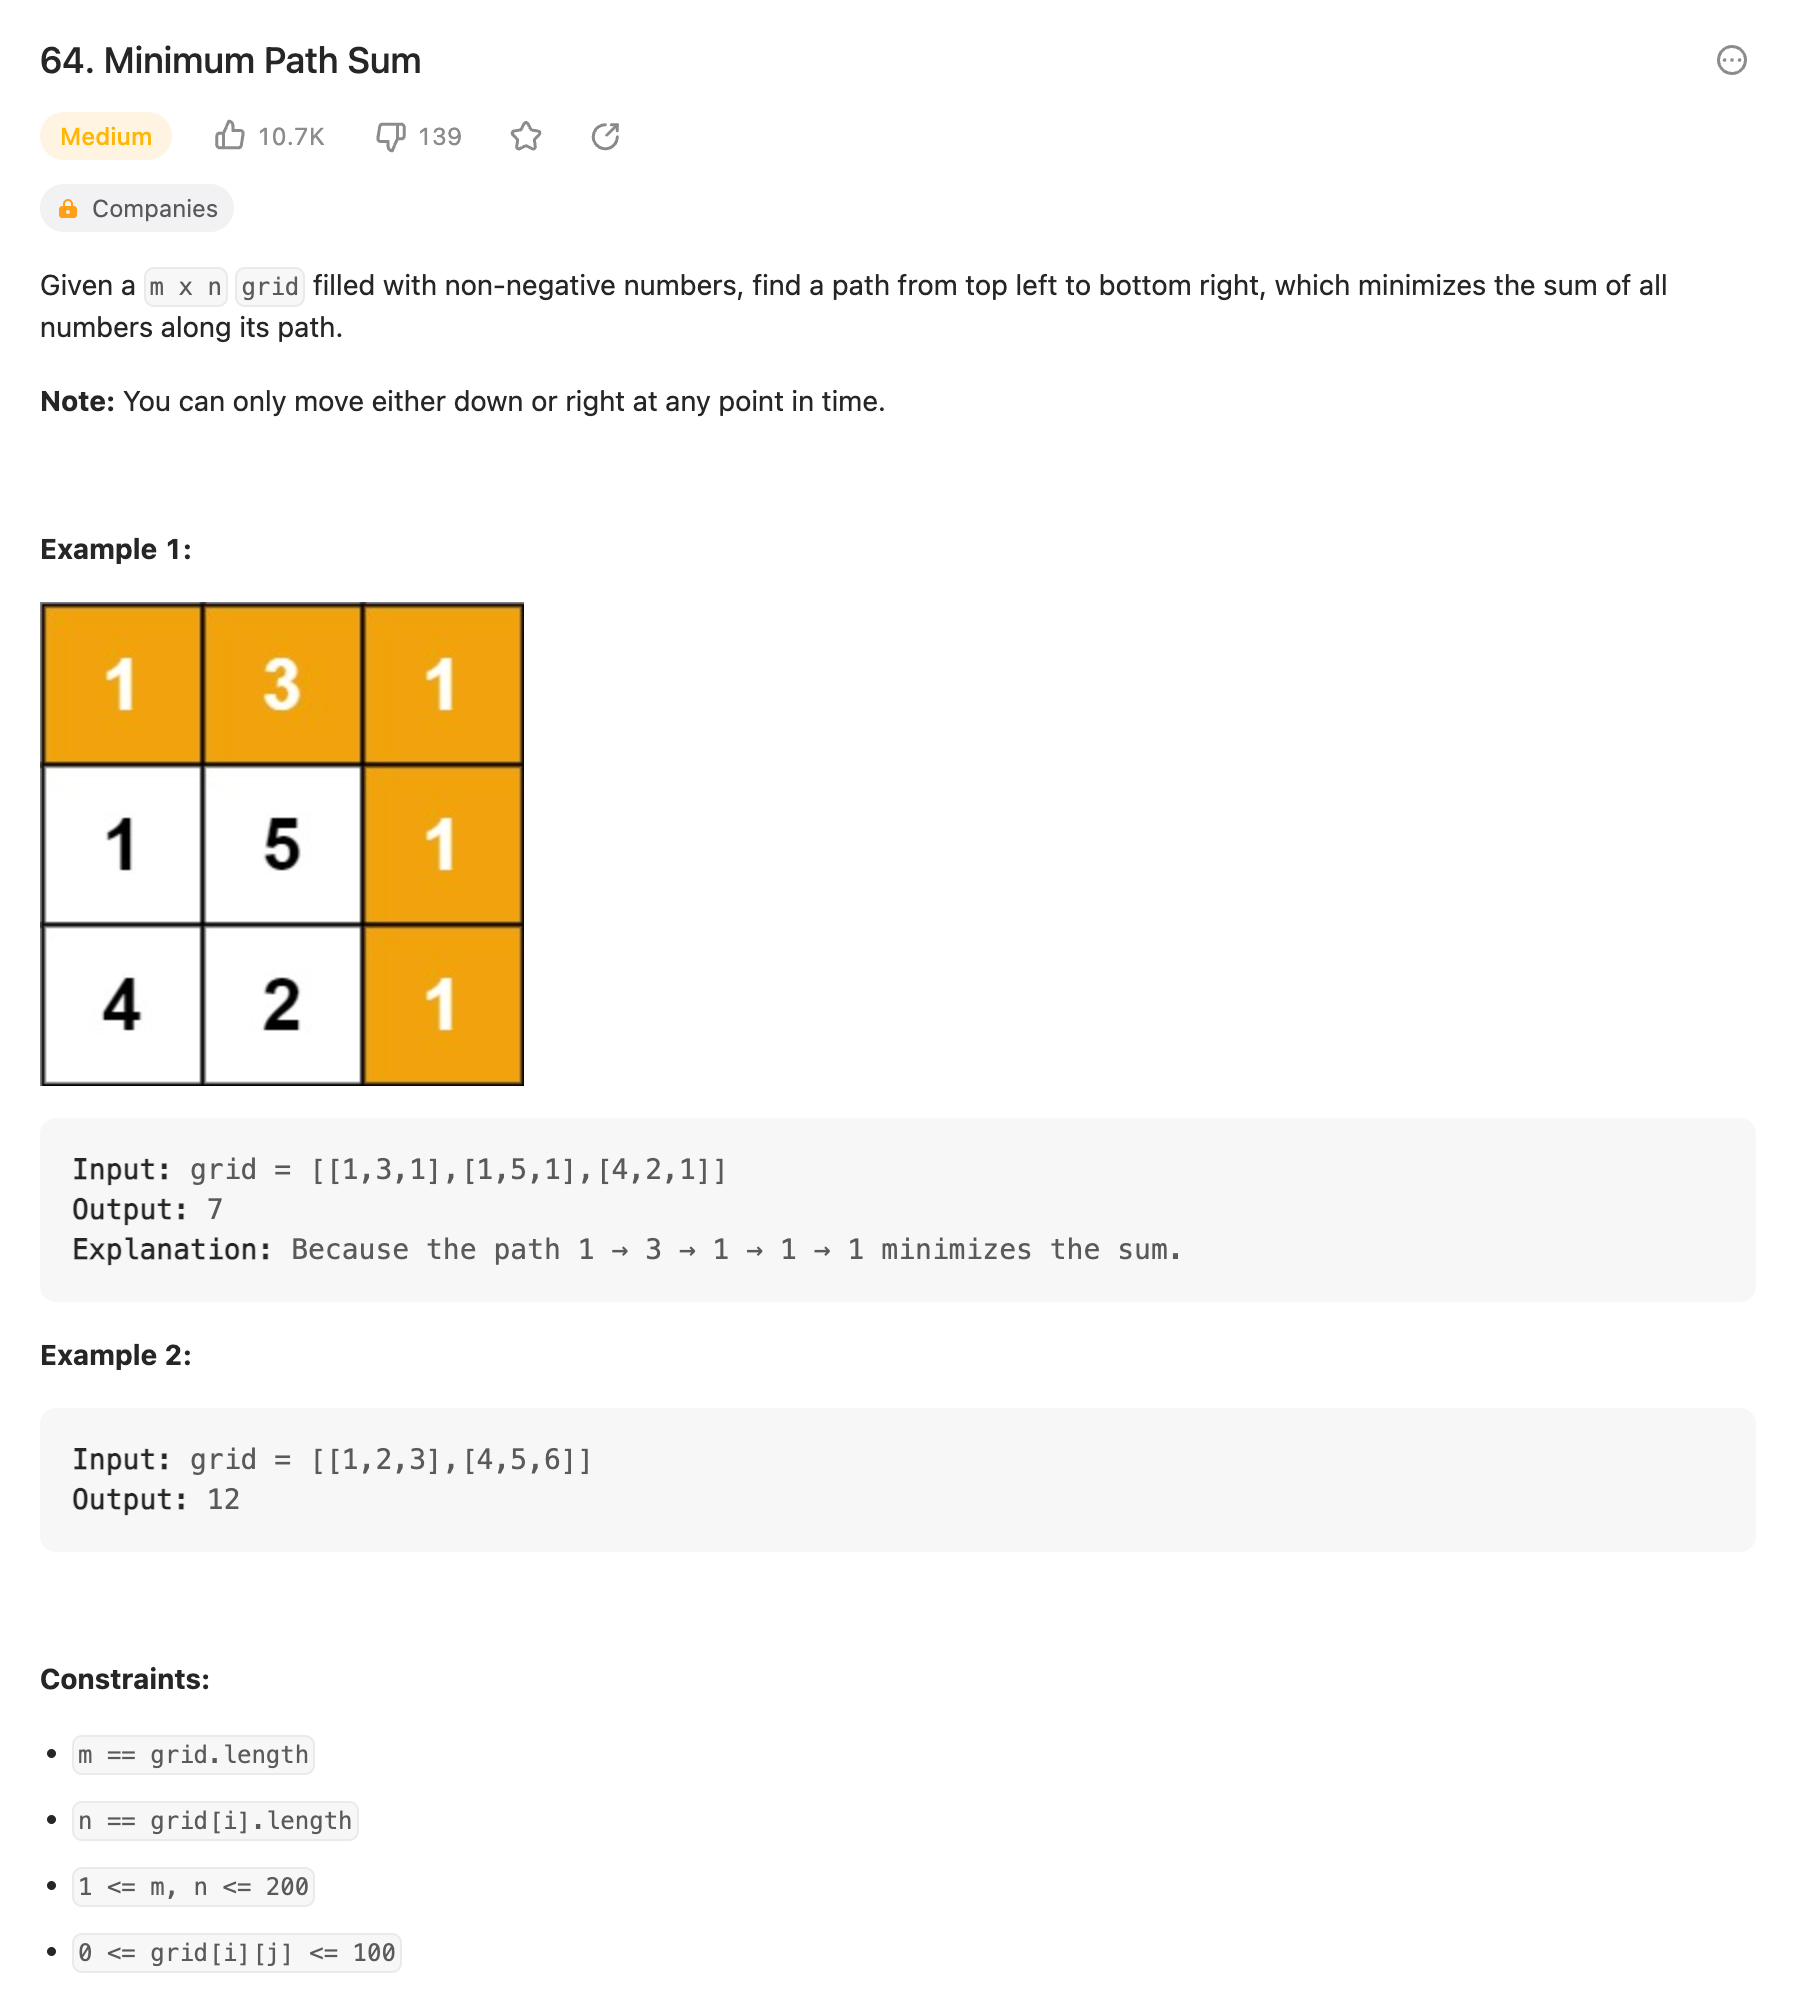 64. Minimum Path Sum
Medium 10.7K 139
Companies
Given a m x n grid filled with non-negative numbers, find a path from top left to bottom right, which minimizes the sum of all
numbers along its path.
Note: You can only move either down or right at any point in time.
Example 1:
1 3 1
1 5 1
4 2 1
Input: grid = [[1,3,1],[1,5,1],[4,2,1]]
Output: 7
Explanation: Because the path 1 → 3 → 1 → 1 → 1 minimizes the sum.
Example 2:
Input: grid = [[1,2,3],[4,5,6]]
Output: 12
Constraints:
• m == grid.length
• n == grid[i].length
• 1 <= m, n <= 200
• 0 <= grid[i][j] <= 100